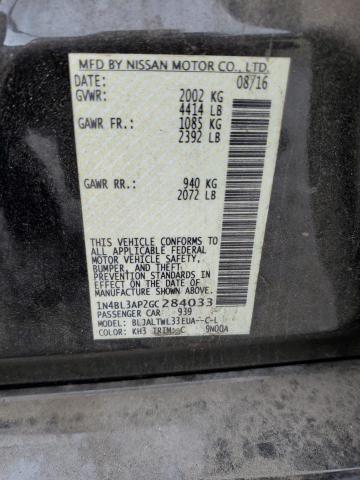 MFD BY NISSAN MOTOR CO., LTD.
DATE: 08/16
GVWR: 2002 KG
4414 LB
GAWR FR: 1085 KG
2392 LB
GAWR RR: 940 KG
2072 LB
THIS VEHICLE CONFORMS TO
ALL APPLICABLE FEDERAL
MOTOR VEHICLE SAFETY,
BUMPER, AND THEFT
PREVENTION STANDARDS
IN EFFECT ON THE DATE
OF MANUFACTURE
SHOWN ABOVE.
1N4BL3AP2GC284033
PASSENGER CAR 939
MODEL: BLJALTWL33EUA--C-L
COLOR: KH3 TRIM: C 9N00A